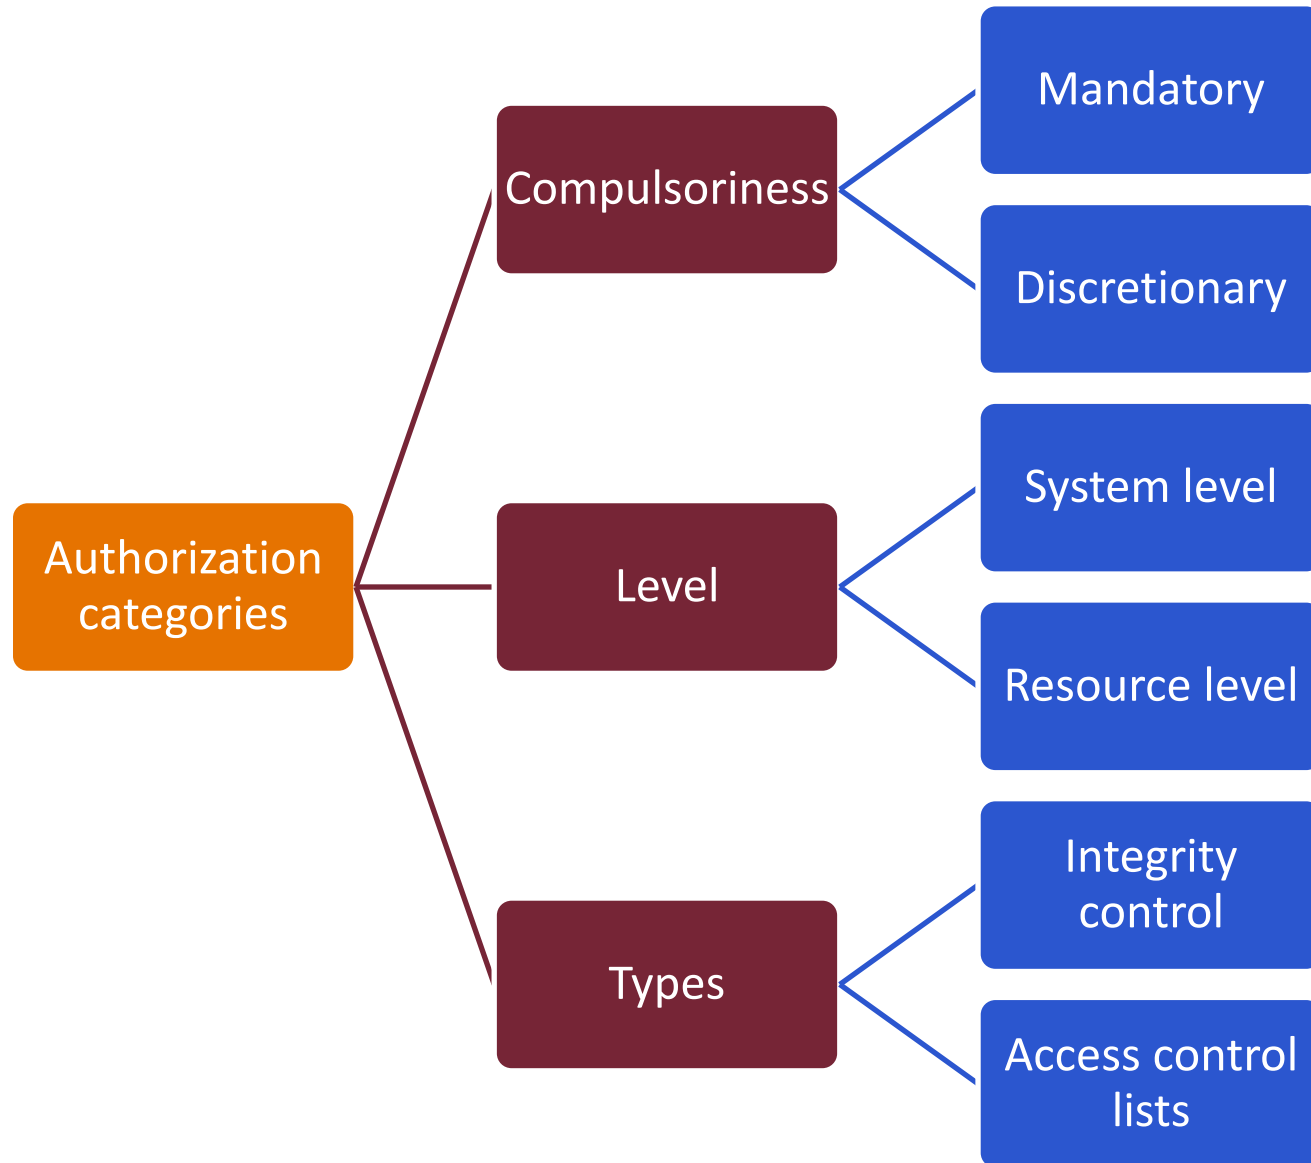 Authorization
categories
Compulsoriness
Mandatory
Discretionary
Level
System level
Resource level
Types
Integrity
control
Access control
lists